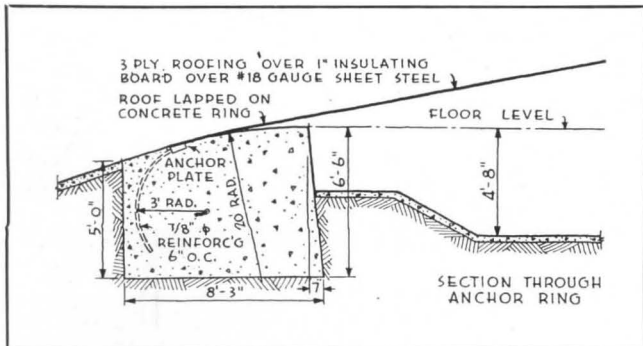 3 PLY, ROOFING OVER 1" INSULATING
BOARD OVER #18 GAUGE SHEET STEEL
ROOF LAPPED ON
CONCRETE RING
FLOOR LEVEL
ANCHOR
PLATE
3' RAD.
7/8" ɸ
REINFORC'G
6" O.C.
20 RAD.
5'-0"
6'-6"
4'-8"
8'-3"
7"
SECTION THROUGH
ANCHOR RING